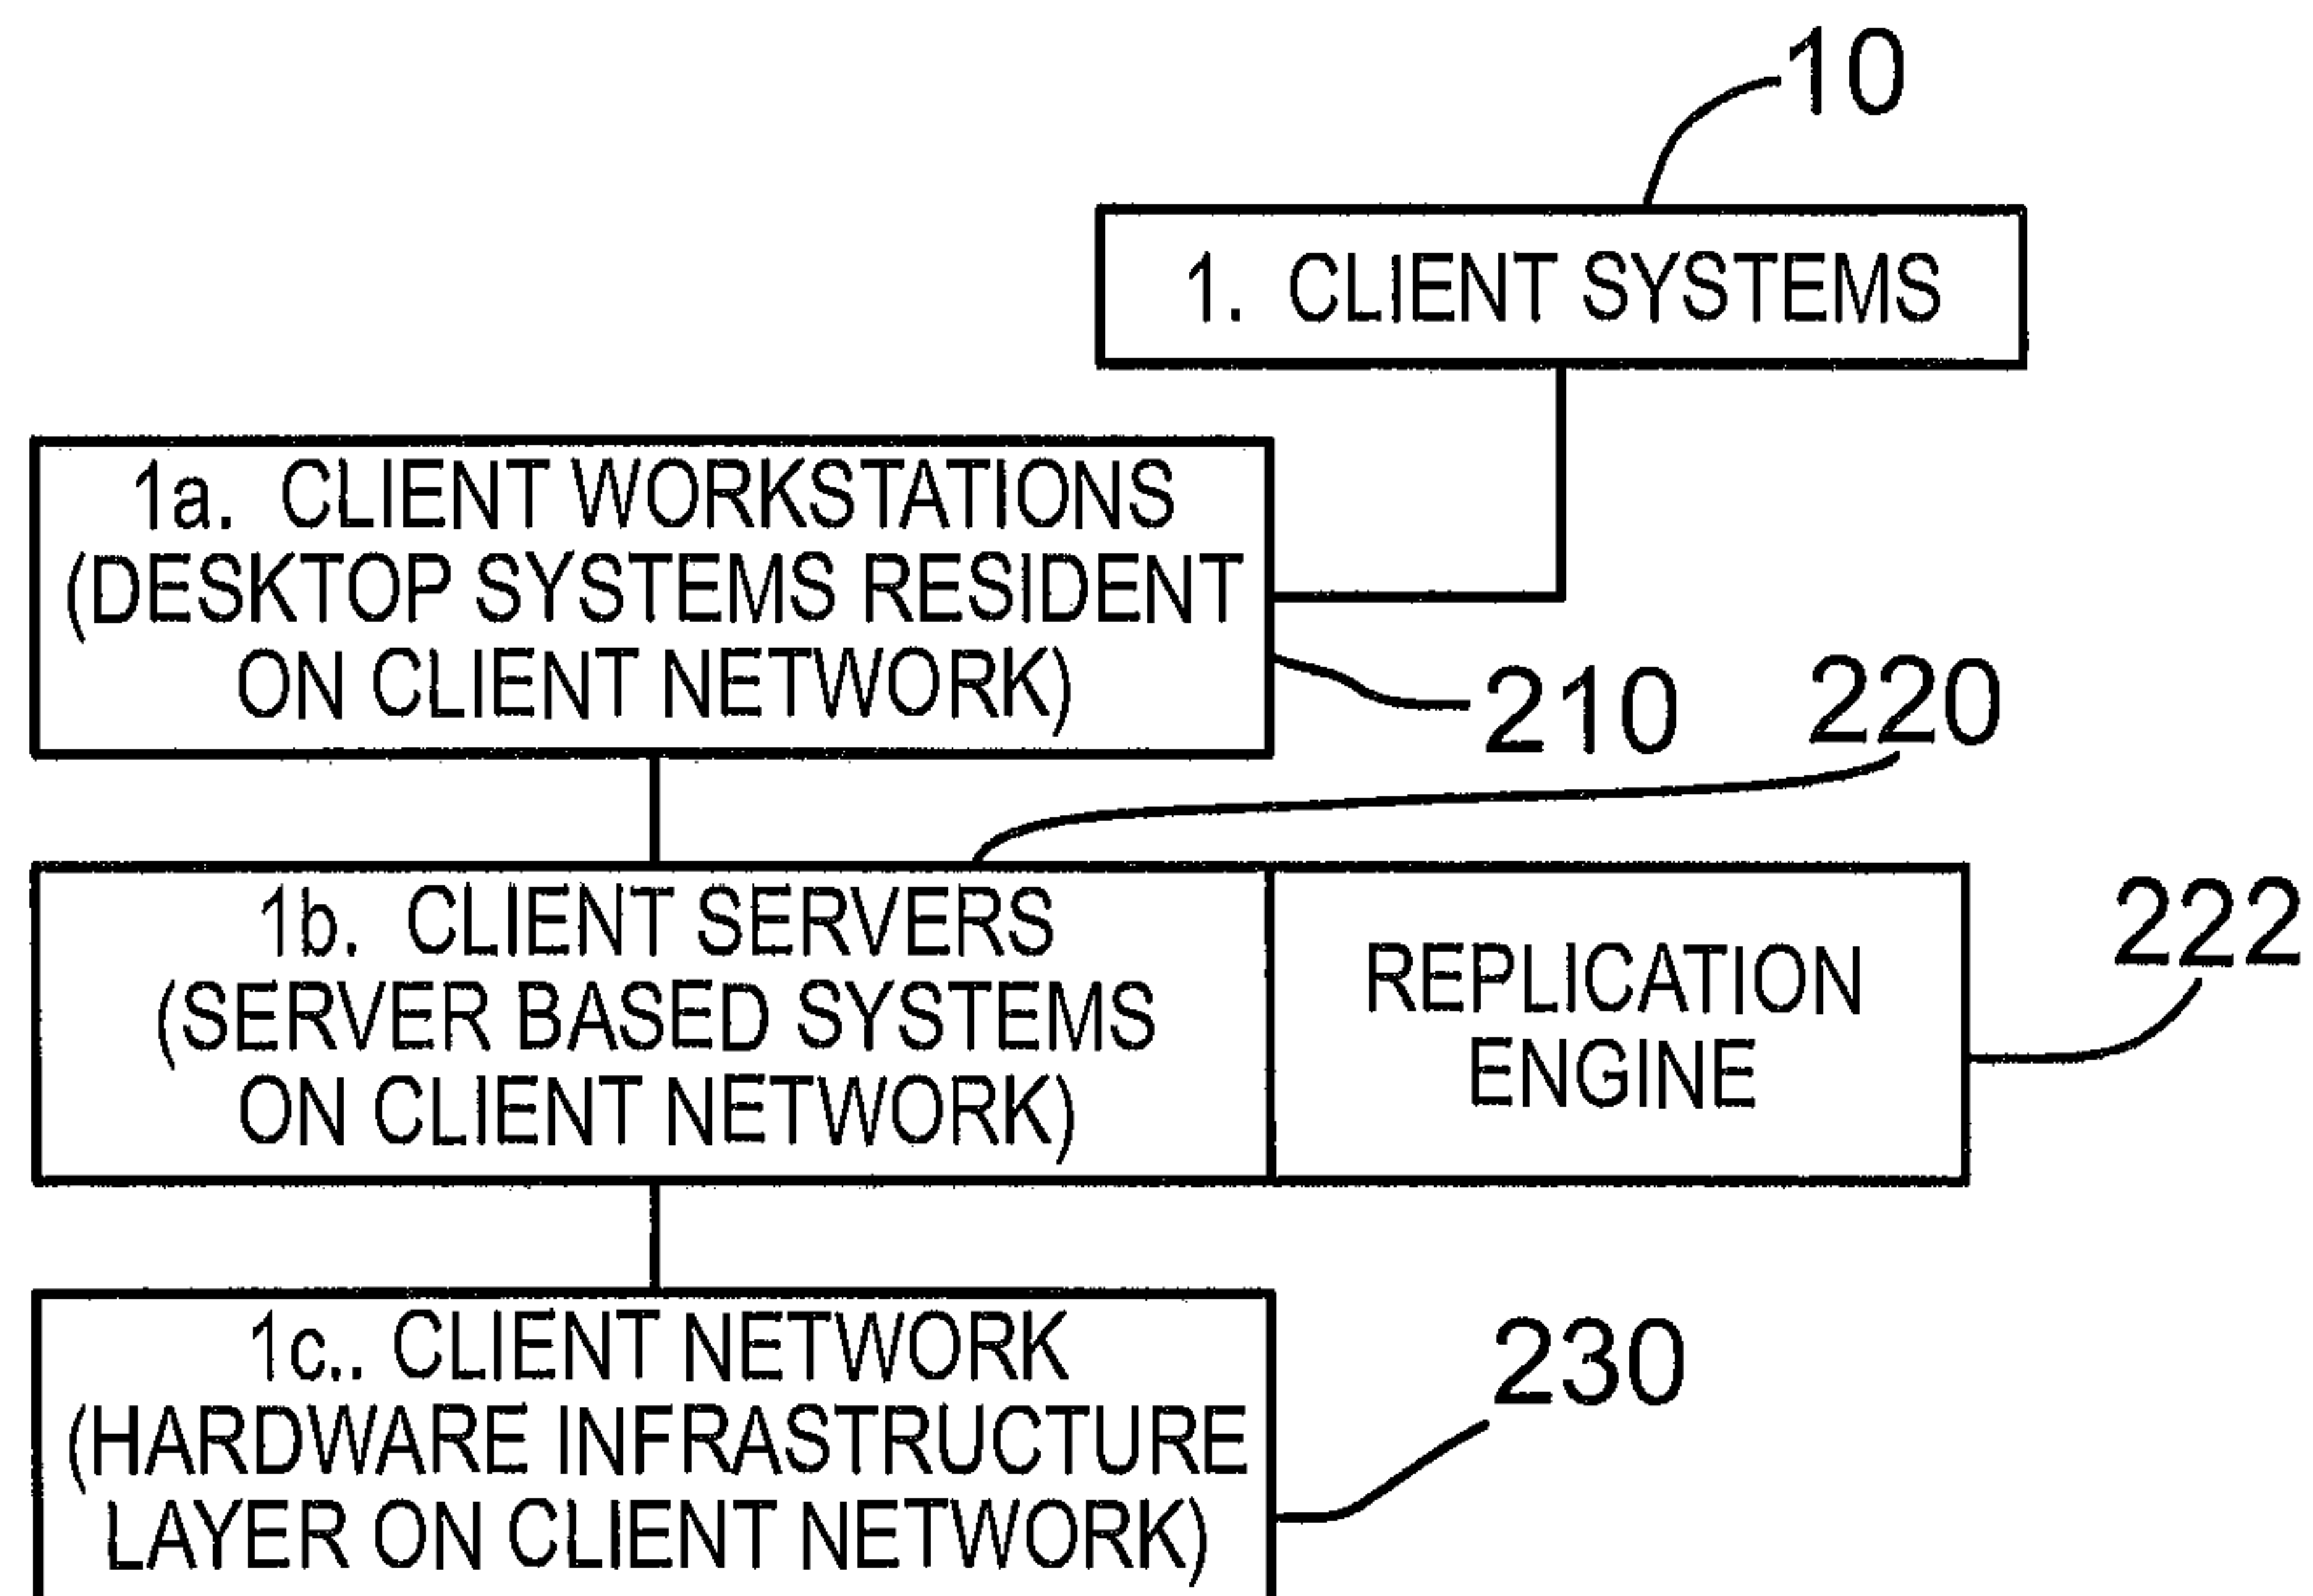 10
1. CLIENT SYSTEMS
1a. CLIENT WORKSTATIONS
(DESKTOP SYSTEMS RESIDENT
ON CLIENT NETWORK)
210
220
1b. CLIENT SERVERS
(SERVER BASED SYSTEMS
ON CLIENT NETWORK)
REPLICATION
ENGINE
222
1c.. CLIENT NETWORK
(HARDWARE INFRASTRUCTURE
LAYER ON CLIENT NETWORK)
230